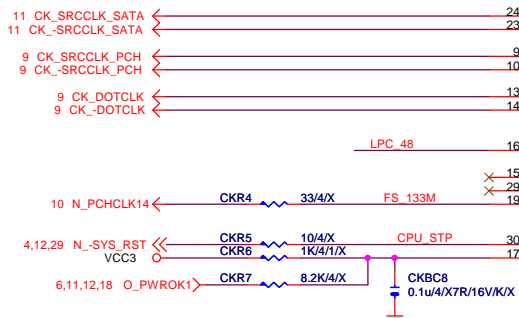 11 CK_SRCCLK_SATA 24
11 CK_-SRCCLK_SATA 23
9 CK_SRCCLK_PCH 9
9 CK_-SRCCLK_PCH 10
9 CK_DOTCLK 13
9 CK_-DOTCLK 14
LPC_48 16
15
29
10 N_PCHCLK14 CKR4 33/4/X FS_133M 19
4,12,29 N_-SYS_RST CKR5 10/4/X CPU_STP 30
VCC3 CKR6 1K/4/1/X 17
6,11,12,18 O_PWROK1 CKR7 8.2K/4/X
CKBC8
0.1u/4/X7R/16V/K/X